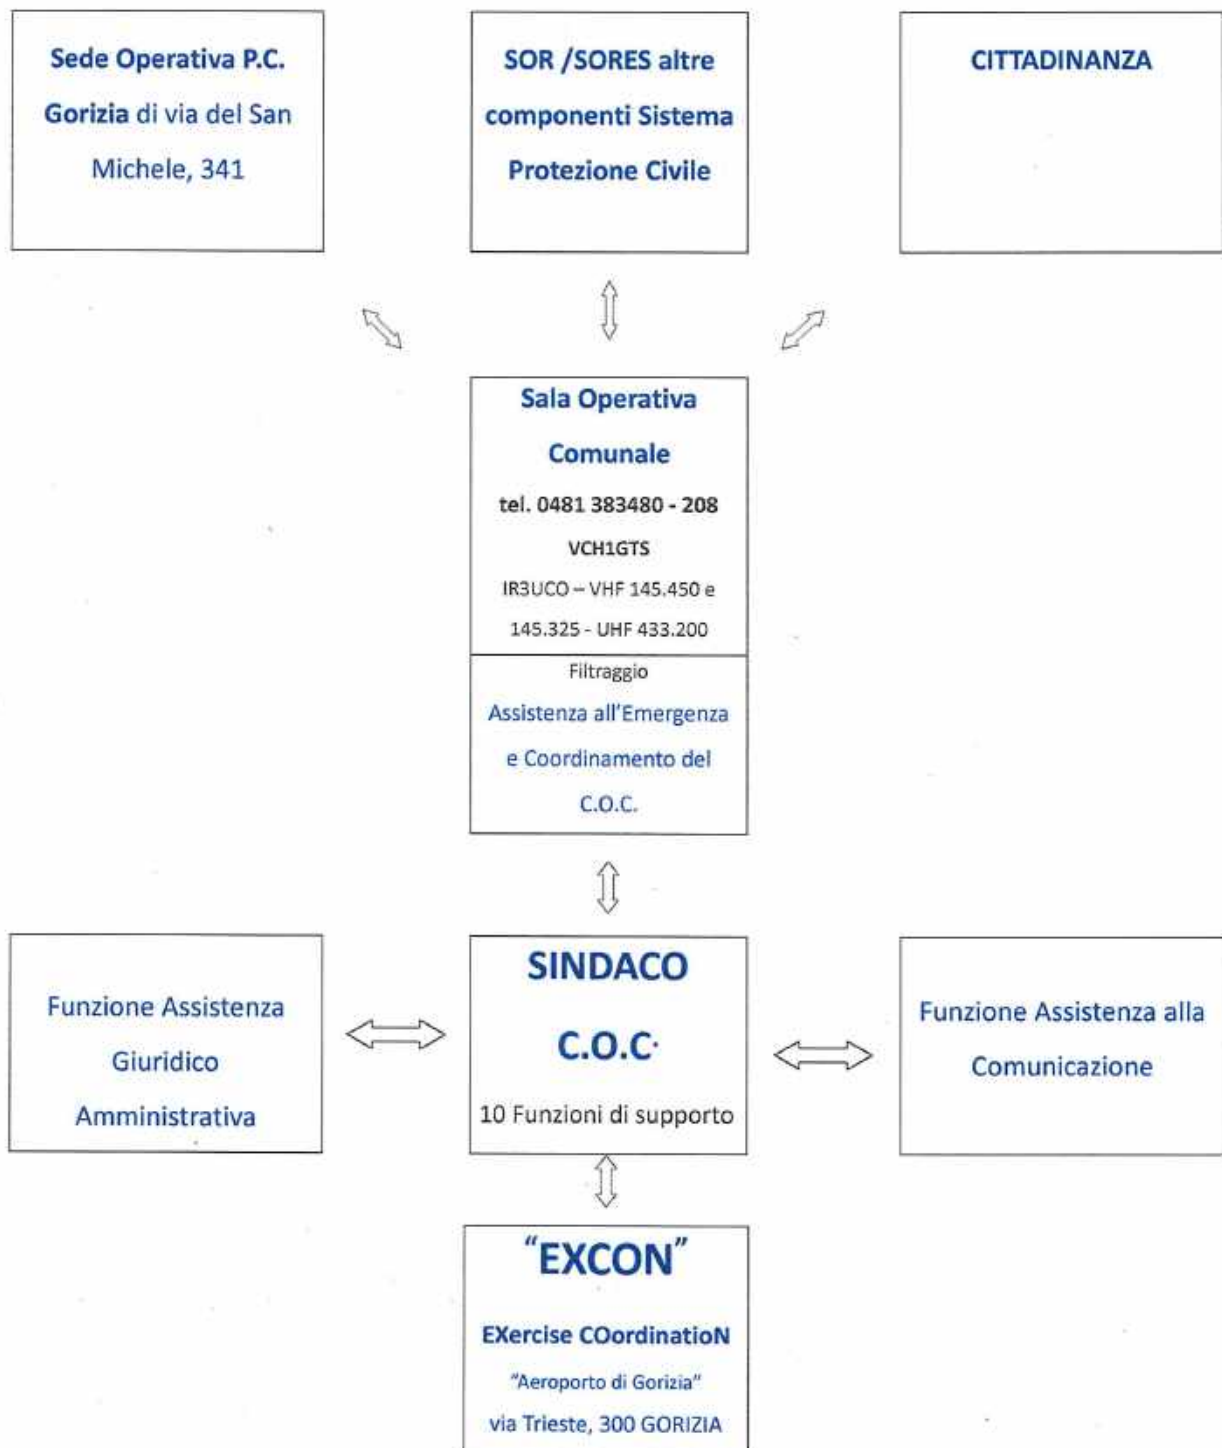 Sede Operativa P.C.
Gorizia di via del San
Michele, 341
SOR /SORES altre
componenti Sistema
Protezione Civile
CITTADINANZA
Sala Operativa
Comunale
tel. 0481 383480 - 208
VCH1GTS
IR3UCO – VHF 145.450 e
145.325 - UHF 433.200
Filtraggio
Assistenza all'Emergenza
e Coordinamento del
C.O.C.
Funzione Assistenza
Giuridico
Amministrativa
SINDACO
C.O.C.
10 Funzioni di supporto
Funzione Assistenza alla
Comunicazione
"EXCON"
EXercise COordinatioN
"Aeroporto di Gorizia"
via Trieste, 300 GORIZIA